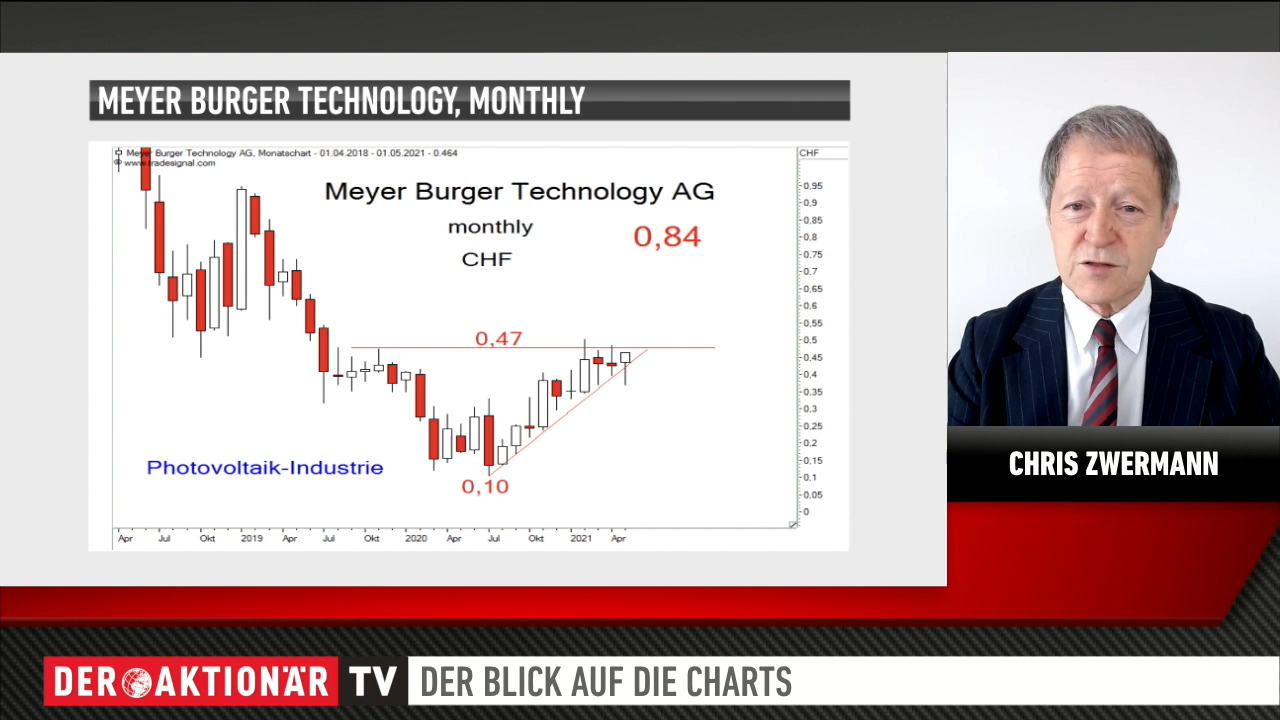 MEYER BURGER TECHNOLOGY, MONTHLY
Meyer Burger Technology AG, Monatschart - 01.04.2018 - 01.05.2021 - 0.464
www.tradesignal.com
CHF
Meyer Burger Technology AG
monthly
CHF
0,84
0,47
0,10
Photovoltaik-Industrie
0,95
0,9
0,85
0,8
0,75
0,7
0,65
0,6
0,55
0,5
0,45
0,4
0,35
0,3
0,25
0,2
0,15
0,1
0,05
0
Apr Jul Okt 2019 Apr Jul Okt 2020 Apr Jul Okt 2021 Apr
CHRIS ZWERMANN
DER AKTIONÄR TV DER BLICK AUF DIE CHARTS